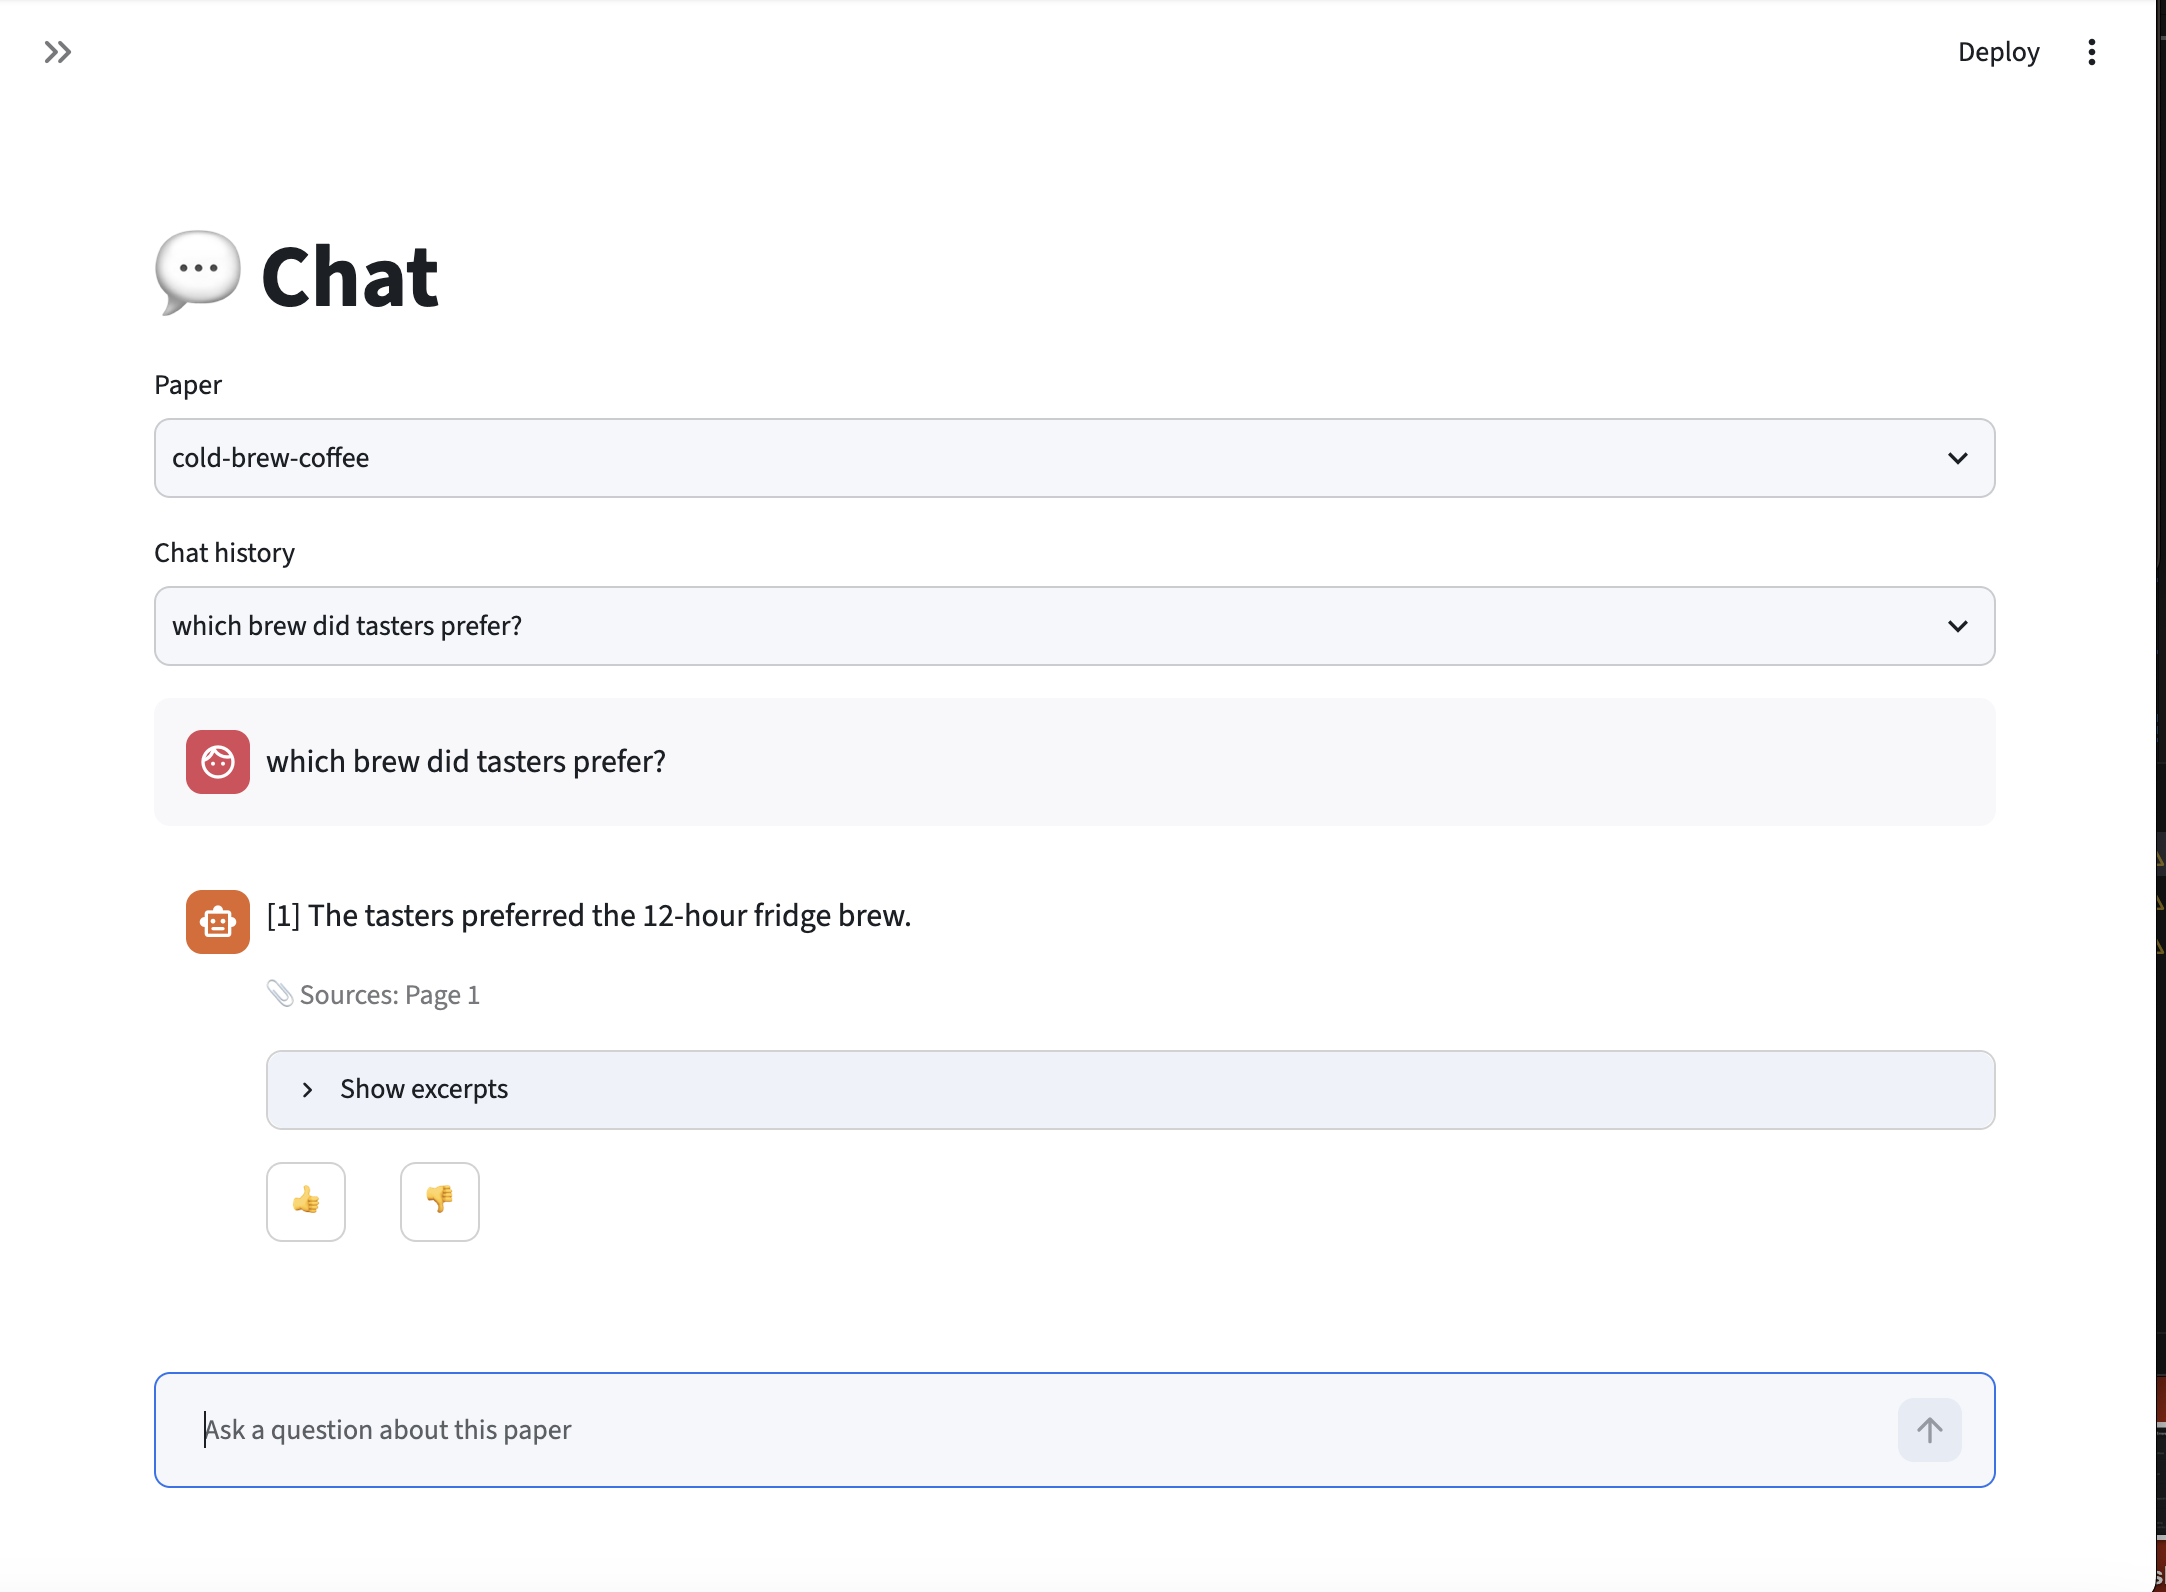 Deploy
Chat
Paper
cold-brew-coffee
Chat history
which brew did tasters prefer?
which brew did tasters prefer?
[1] The tasters preferred the 12-hour fridge brew.
Sources: Page 1
Show excerpts
Ask a question about this paper